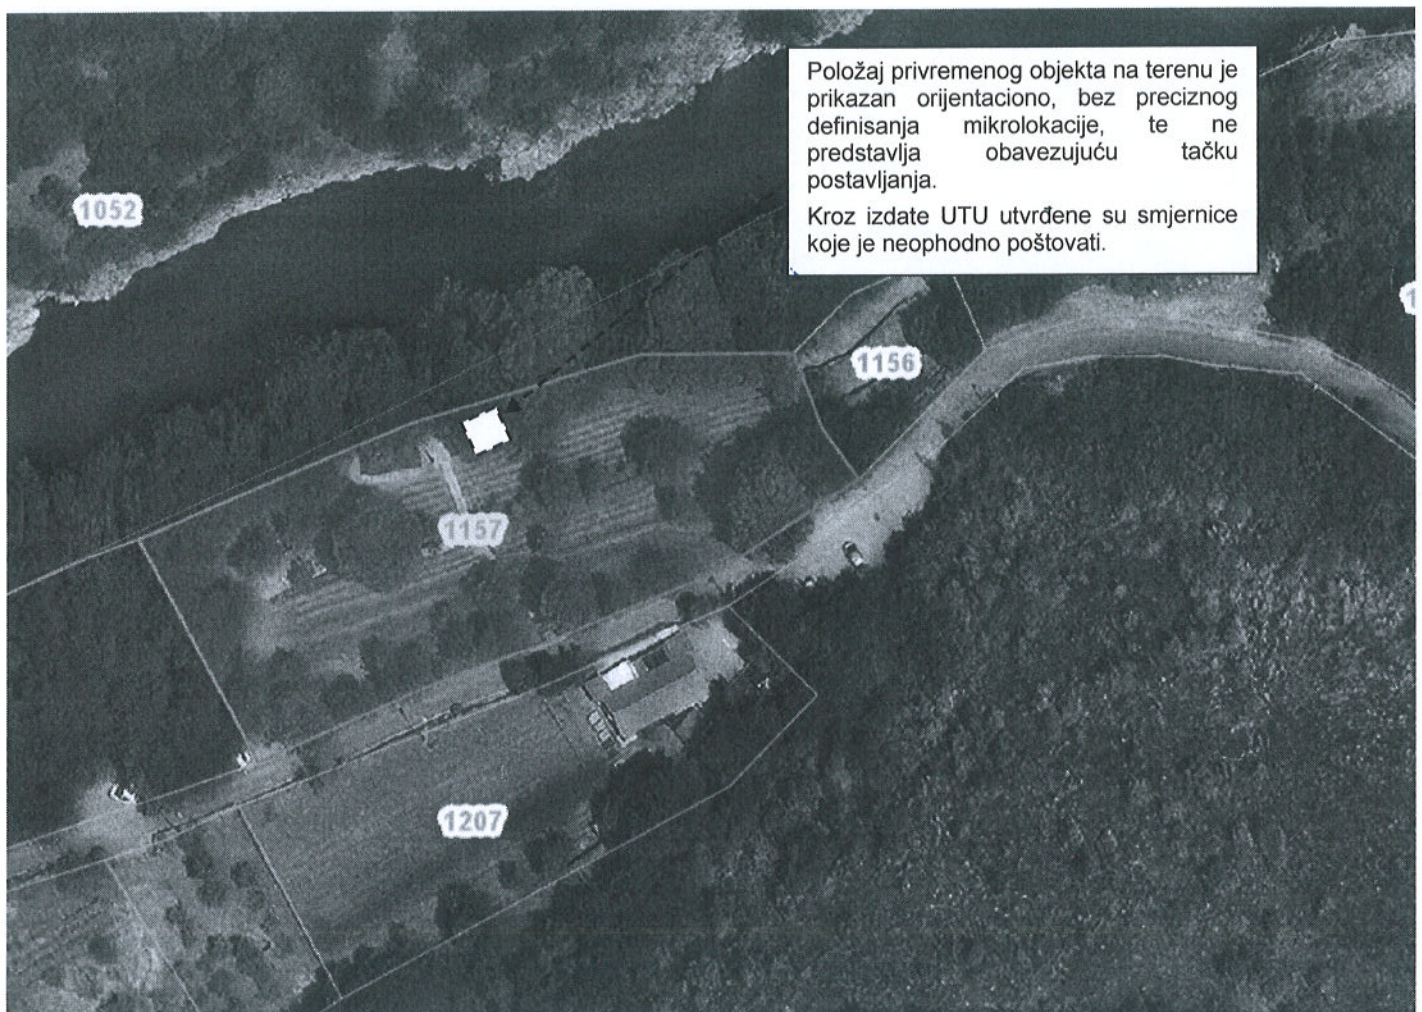 Položaj privremenog objekta na terenu je
prikazan orijentaciono, bez preciznog
definisanja mikrolokacije, te ne
predstavlja obavezujuću tačku
postavljanja.
Kroz izdate UTU utvrđene su smjernice
koje je neophodno poštovati.
1052
1156
1157
1207